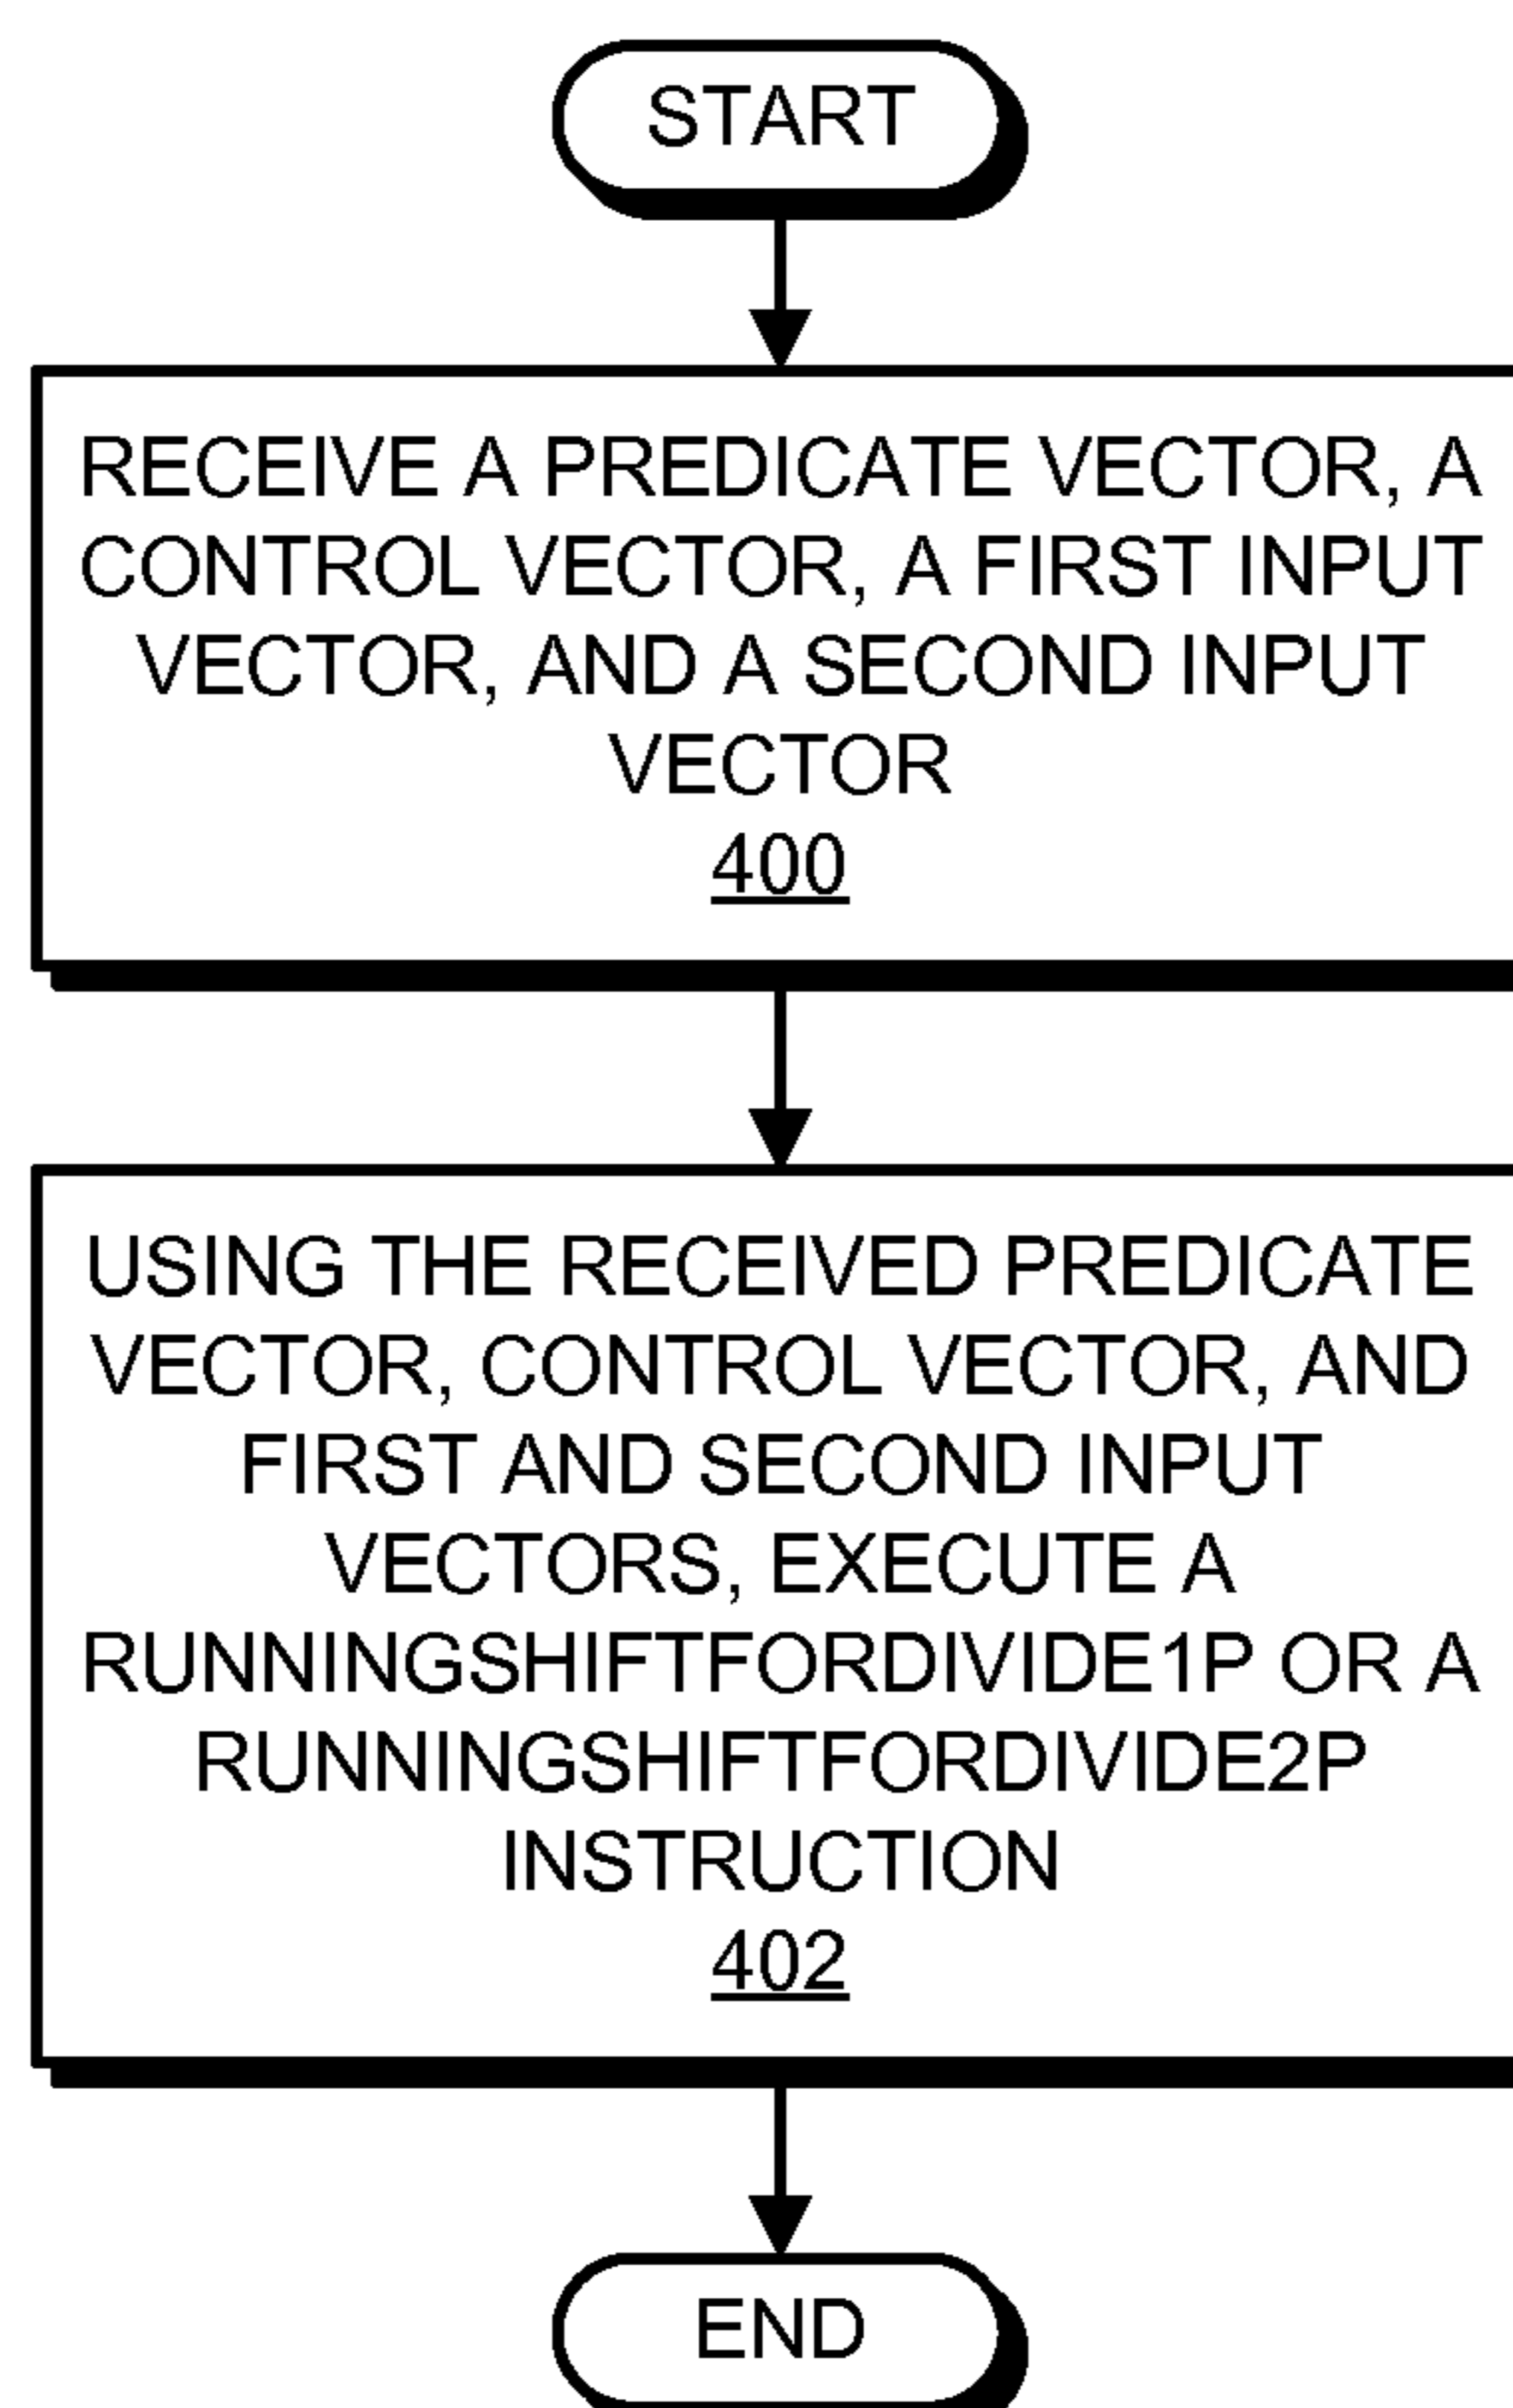 START
RECEIVE A PREDICATE VECTOR, A
CONTROL VECTOR, A FIRST INPUT
VECTOR, AND A SECOND INPUT
VECTOR
400
USING THE RECEIVED PREDICATE
VECTOR, CONTROL VECTOR, AND
FIRST AND SECOND INPUT
VECTORS, EXECUTE A
RUNNINGSHIFTFORDIVIDE1P OR A
RUNNINGSHIFTFORDIVIDE2P
INSTRUCTION
402
END